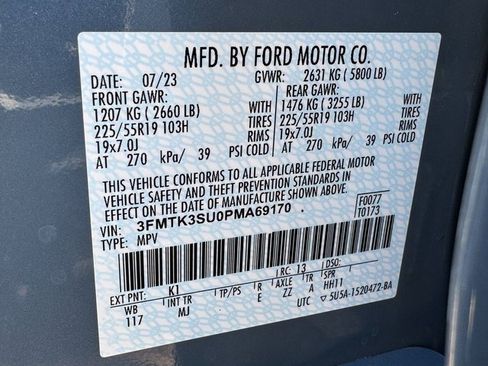 MFD. BY FORD MOTOR CO.
DATE: 07/23 GVWR: 2631 KG ( 5800 LB)
FRONT GAWR: REAR GAWR:
1207 KG ( 2660 LB) WITH 1476 KG ( 3255 LB) WITH
225/55R19 103H TIRES 225/55R19 103H TIRES
19x7.0J RIMS 19x7.0J RIMS
AT 270 kPa/ 39 PSI COLD AT 270 kPa/ 39 PSI COLD
THIS VEHICLE CONFORMS TO ALL APPLICABLE FEDERAL MOTOR
VEHICLE SAFETY AND THEFT PREVENTION STANDARDS IN
EFFECT ON THE DATE OF MANUFACTURE SHOWN ABOVE.
VIN: 3FMTK3SU0PMA69170 F0077
TYPE: MPV T0173
EXT PNT: K1 RC: 13 DSO:
WB INT TR TP/PS R AXLE TR SPR
117 MJ E ZZ A HH11
UTC 5U5A-1520472-BA